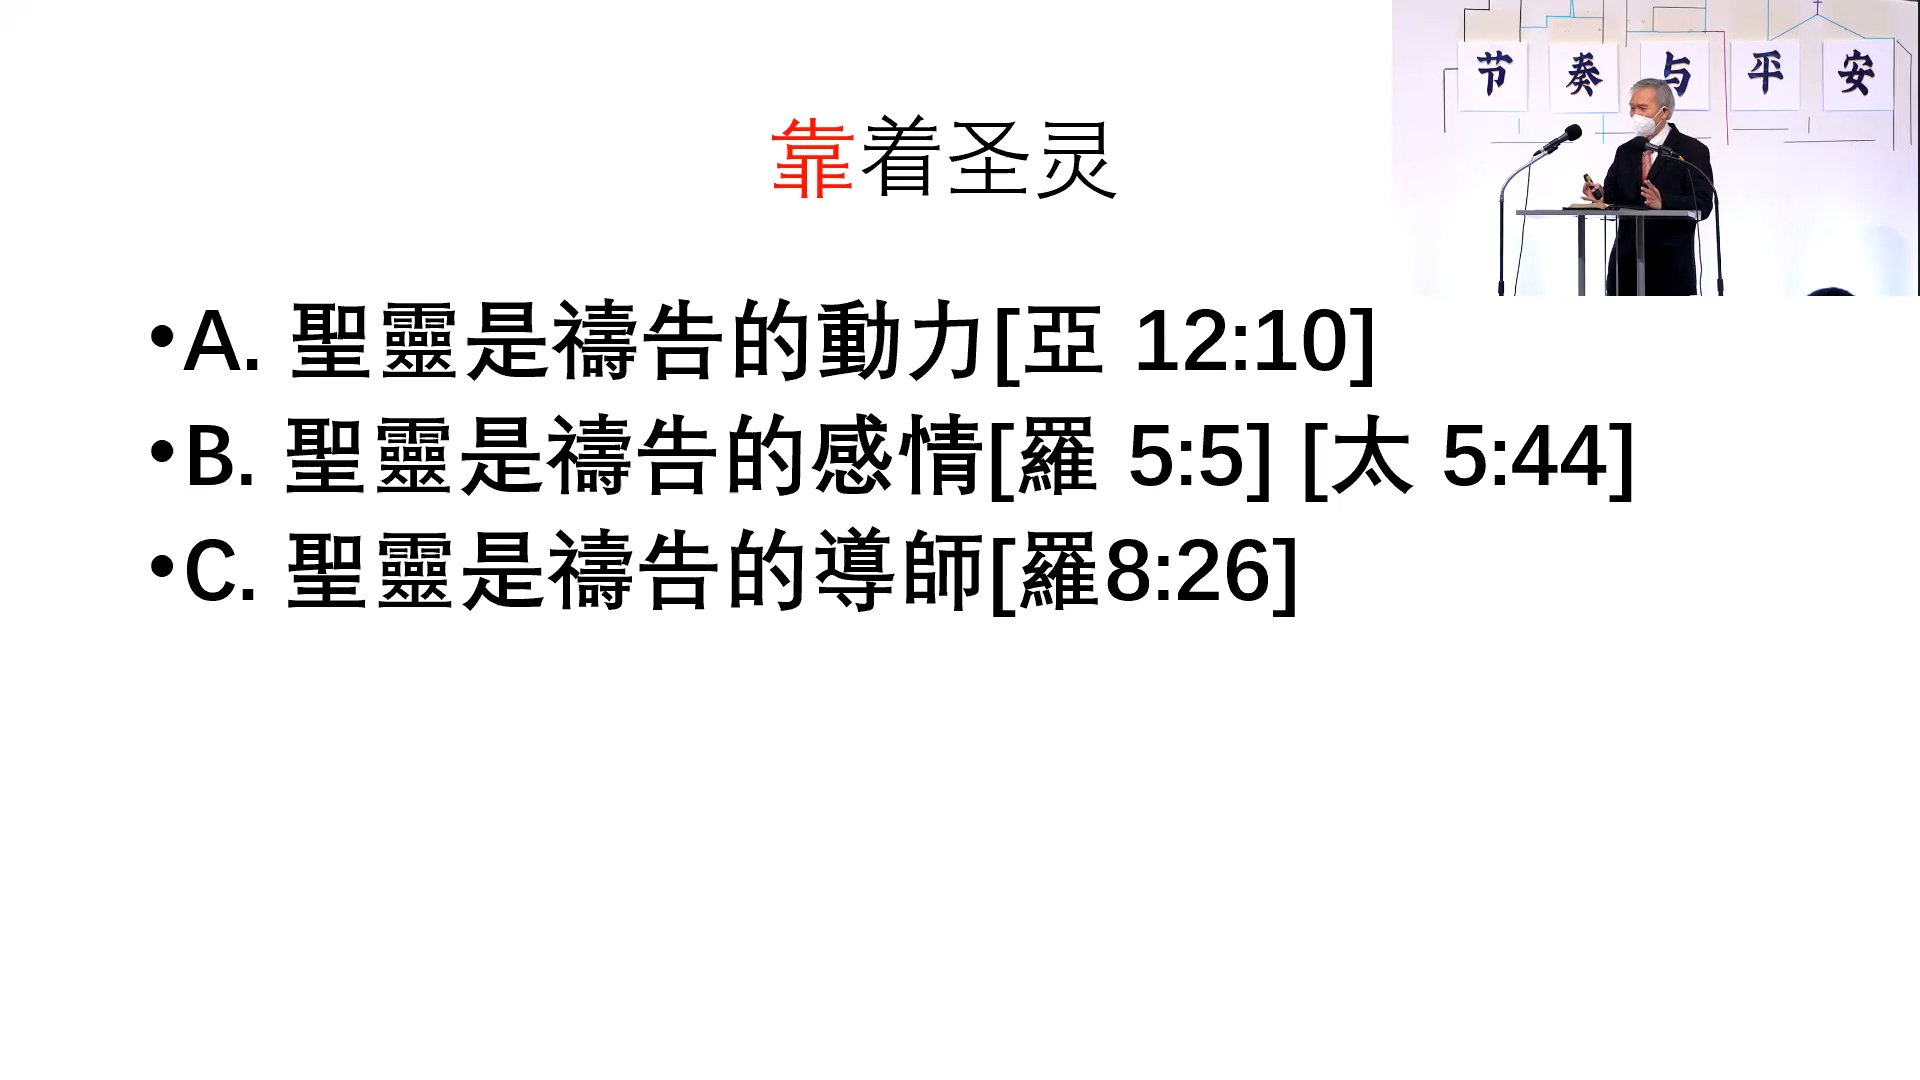 节奏与平安
靠着圣灵
•A. 聖靈是禱告的動力[亞 12:10]
•B. 聖靈是禱告的感情[羅 5:5] [太 5:44]
•C. 聖靈是禱告的導師[羅8:26]